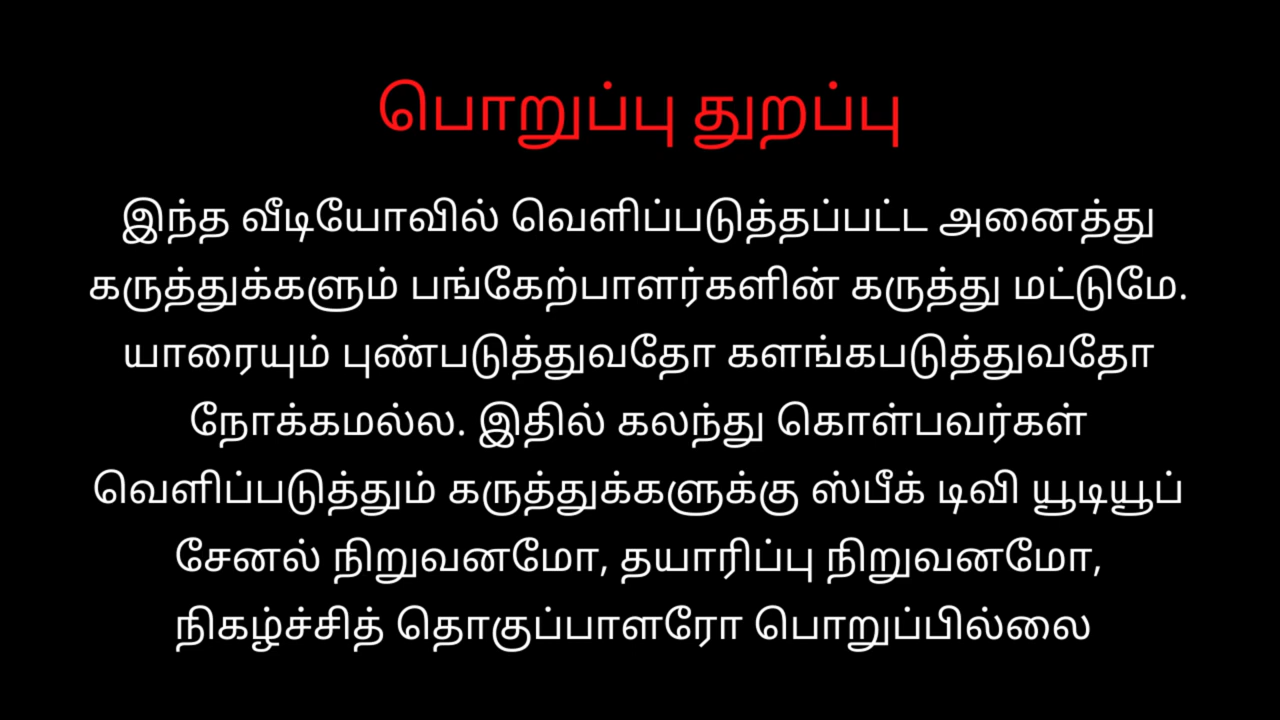 பொறுப்பு துறப்பு
இந்த வீடியோவில் வெளிப்படுத்தப்பட்ட அனைத்து
கருத்துக்களும் பங்கேற்பாளர்களின் கருத்து மட்டுமே.
யாரையும் புண்படுத்துவதோ களங்கபடுத்துவதோ
நோக்கமல்ல. இதில் கலந்து கொள்பவர்கள்
வெளிப்படுத்தும் கருத்துக்களுக்கு ஸ்பீக் டிவி யூடியூப்
சேனல் நிறுவனமோ, தயாரிப்பு நிறுவனமோ,
நிகழ்ச்சித் தொகுப்பாளரோ பொறுப்பில்லை